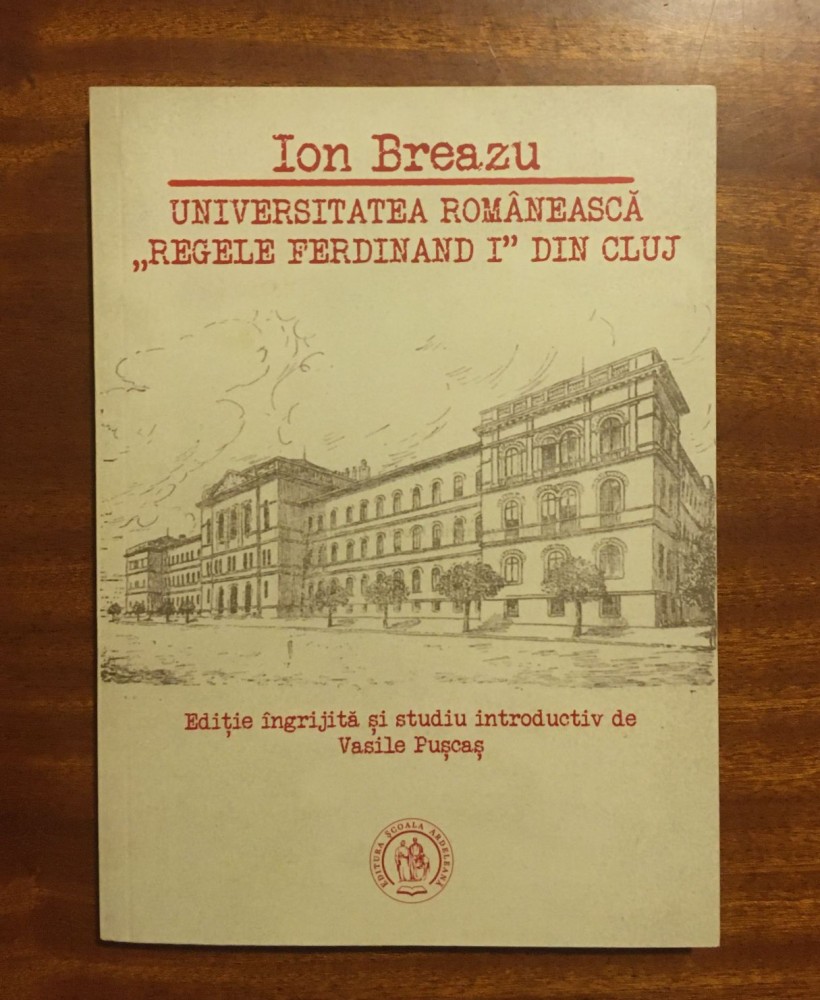 Ion Breazu
UNIVERSITATEA ROMÂNEASCĂ
„REGELE FERDINAND I” DIN CLUJ
Ediție îngrijită și studiu introductiv de
Vasile Pușcaș
EDITURA ȘCOALA ARDELEANĂ